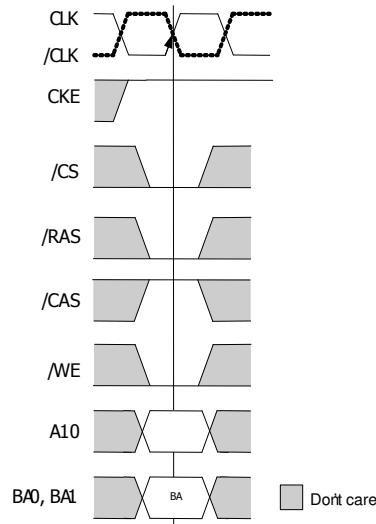 CLK
/CLK
CKE
/CS
/RAS
/CAS
/WE
A10
BA0, BA1
BA
Don't care